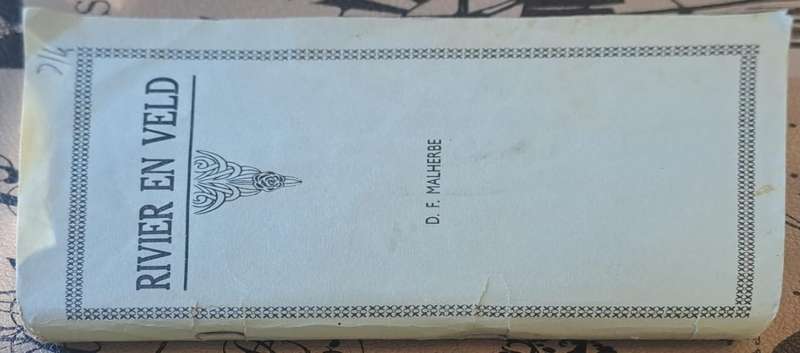 RIVIER EN VELD
D. F. MALHERBE